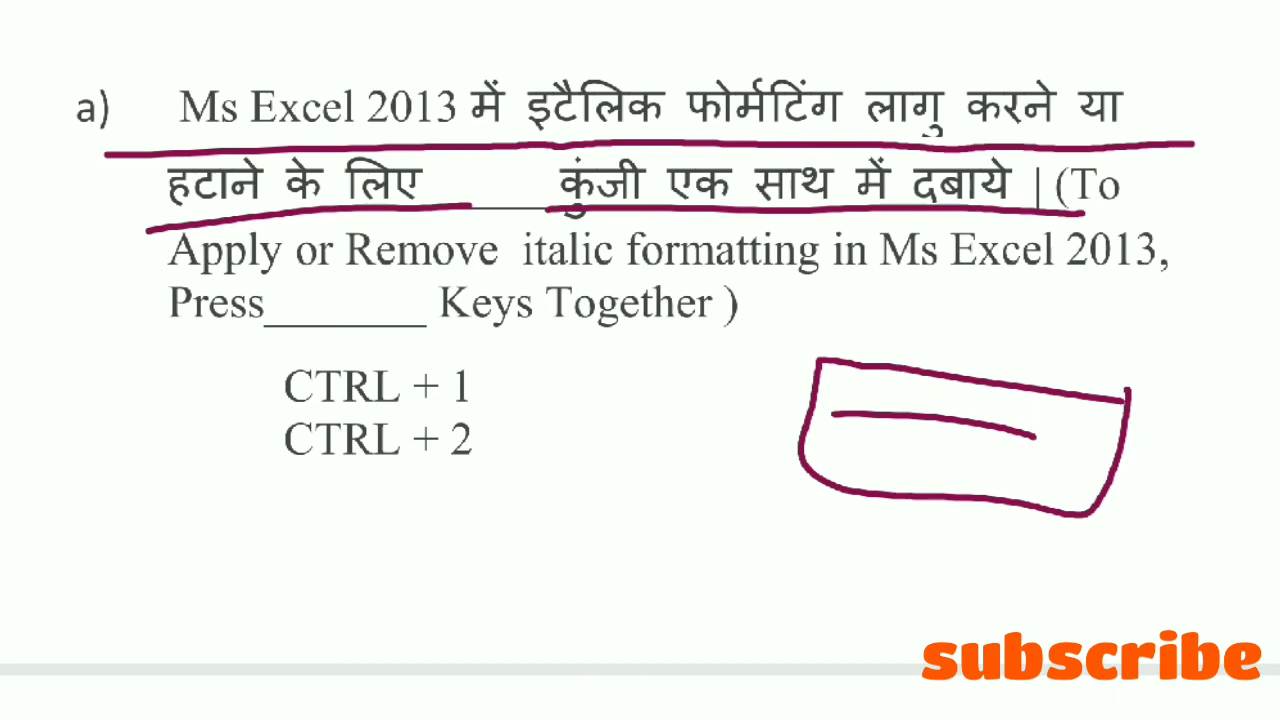 a) Ms Excel 2013 में इटैलिक फोर्मटिंग लागु करने या
हटाने के लिए ______ कुंजी एक साथ में दबाये | (To
Apply or Remove italic formatting in Ms Excel 2013,
Press_______ Keys Together )
CTRL + 1
CTRL + 2
subscribe